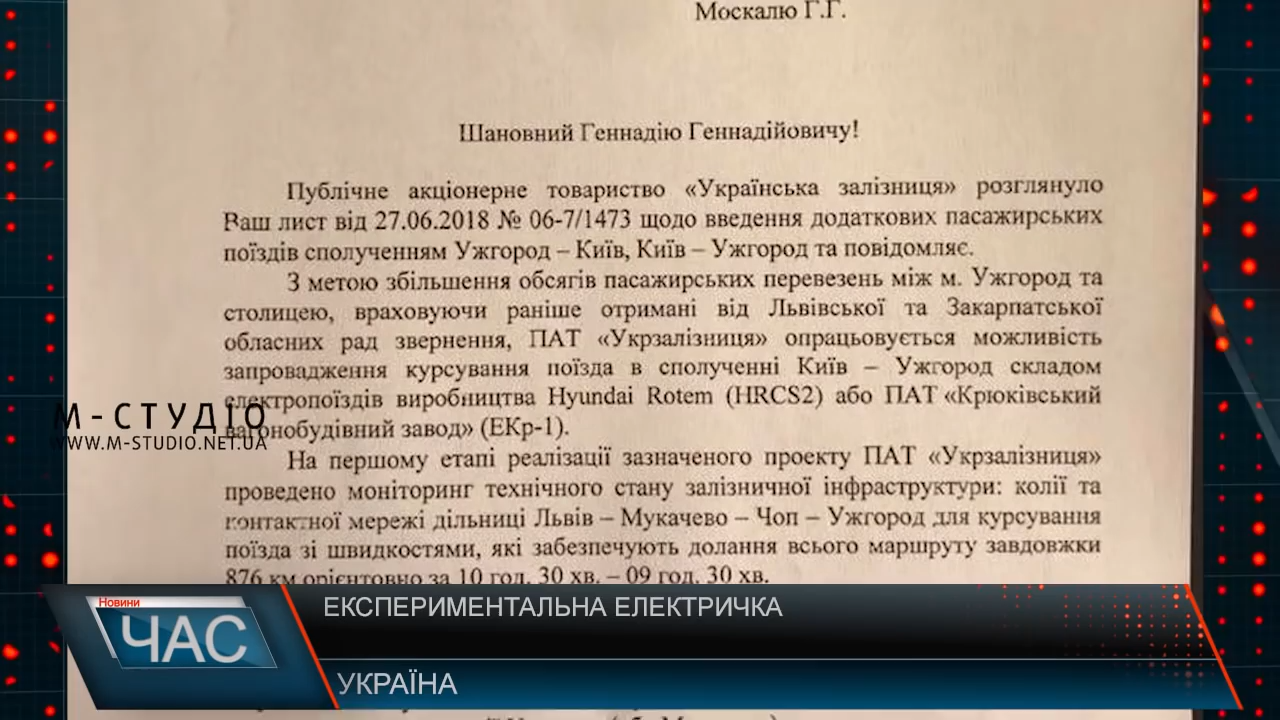 Москалю Г.Г.
Шановний Геннадію Геннадійовичу!
Публічне акціонерне товариство «Українська залізниця» розглянуло
Ваш лист від 27.06.2018 № 06-7/1473 щодо введення додаткових пасажирських
поїздів сполученням Ужгород – Київ, Київ – Ужгород та повідомляє.
З метою збільшення обсягів пасажирських перевезень між м. Ужгород та
столицею, враховуючи раніше отримані від Львівської та Закарпатської
обласних рад звернення, ПАТ «Укрзалізниця» опрацьовується можливість
запровадження курсування поїзда в сполученні Київ – Ужгород складом
електропоїздів виробництва Hyundai Rotem (HRCS2) або ПАТ «Крюківський
вагонобудівний завод» (ЕКр-1).
На першому етапі реалізації зазначеного проекту ПАТ «Укрзалізниця»
проведено моніторинг технічного стану залізничної інфраструктури: колії та
контактної мережі дільниці Львів – Мукачево – Чоп – Ужгород для курсування
поїзда зі швидкостями, які забезпечують долання всього маршруту завдовжки
876 км орієнтовно за 10 год. 30 хв. – 09 год. 30 хв.
М-СТУДІО
WWW.M-STUDIO.NET.UA
Новини
ЧАС
ЕКСПЕРИМЕНТАЛЬНА ЕЛЕКТРИЧКА
УКРАЇНА